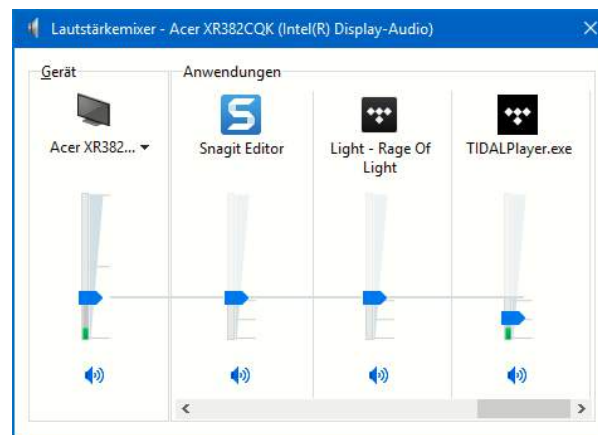 Lautstärkemixer - Acer XR382CQK (Intel(R) Display-Audio)
Gerät
Anwendungen
Acer XR382...
Snagit Editor
Light - Rage Of
Light
TIDALPlayer.exe